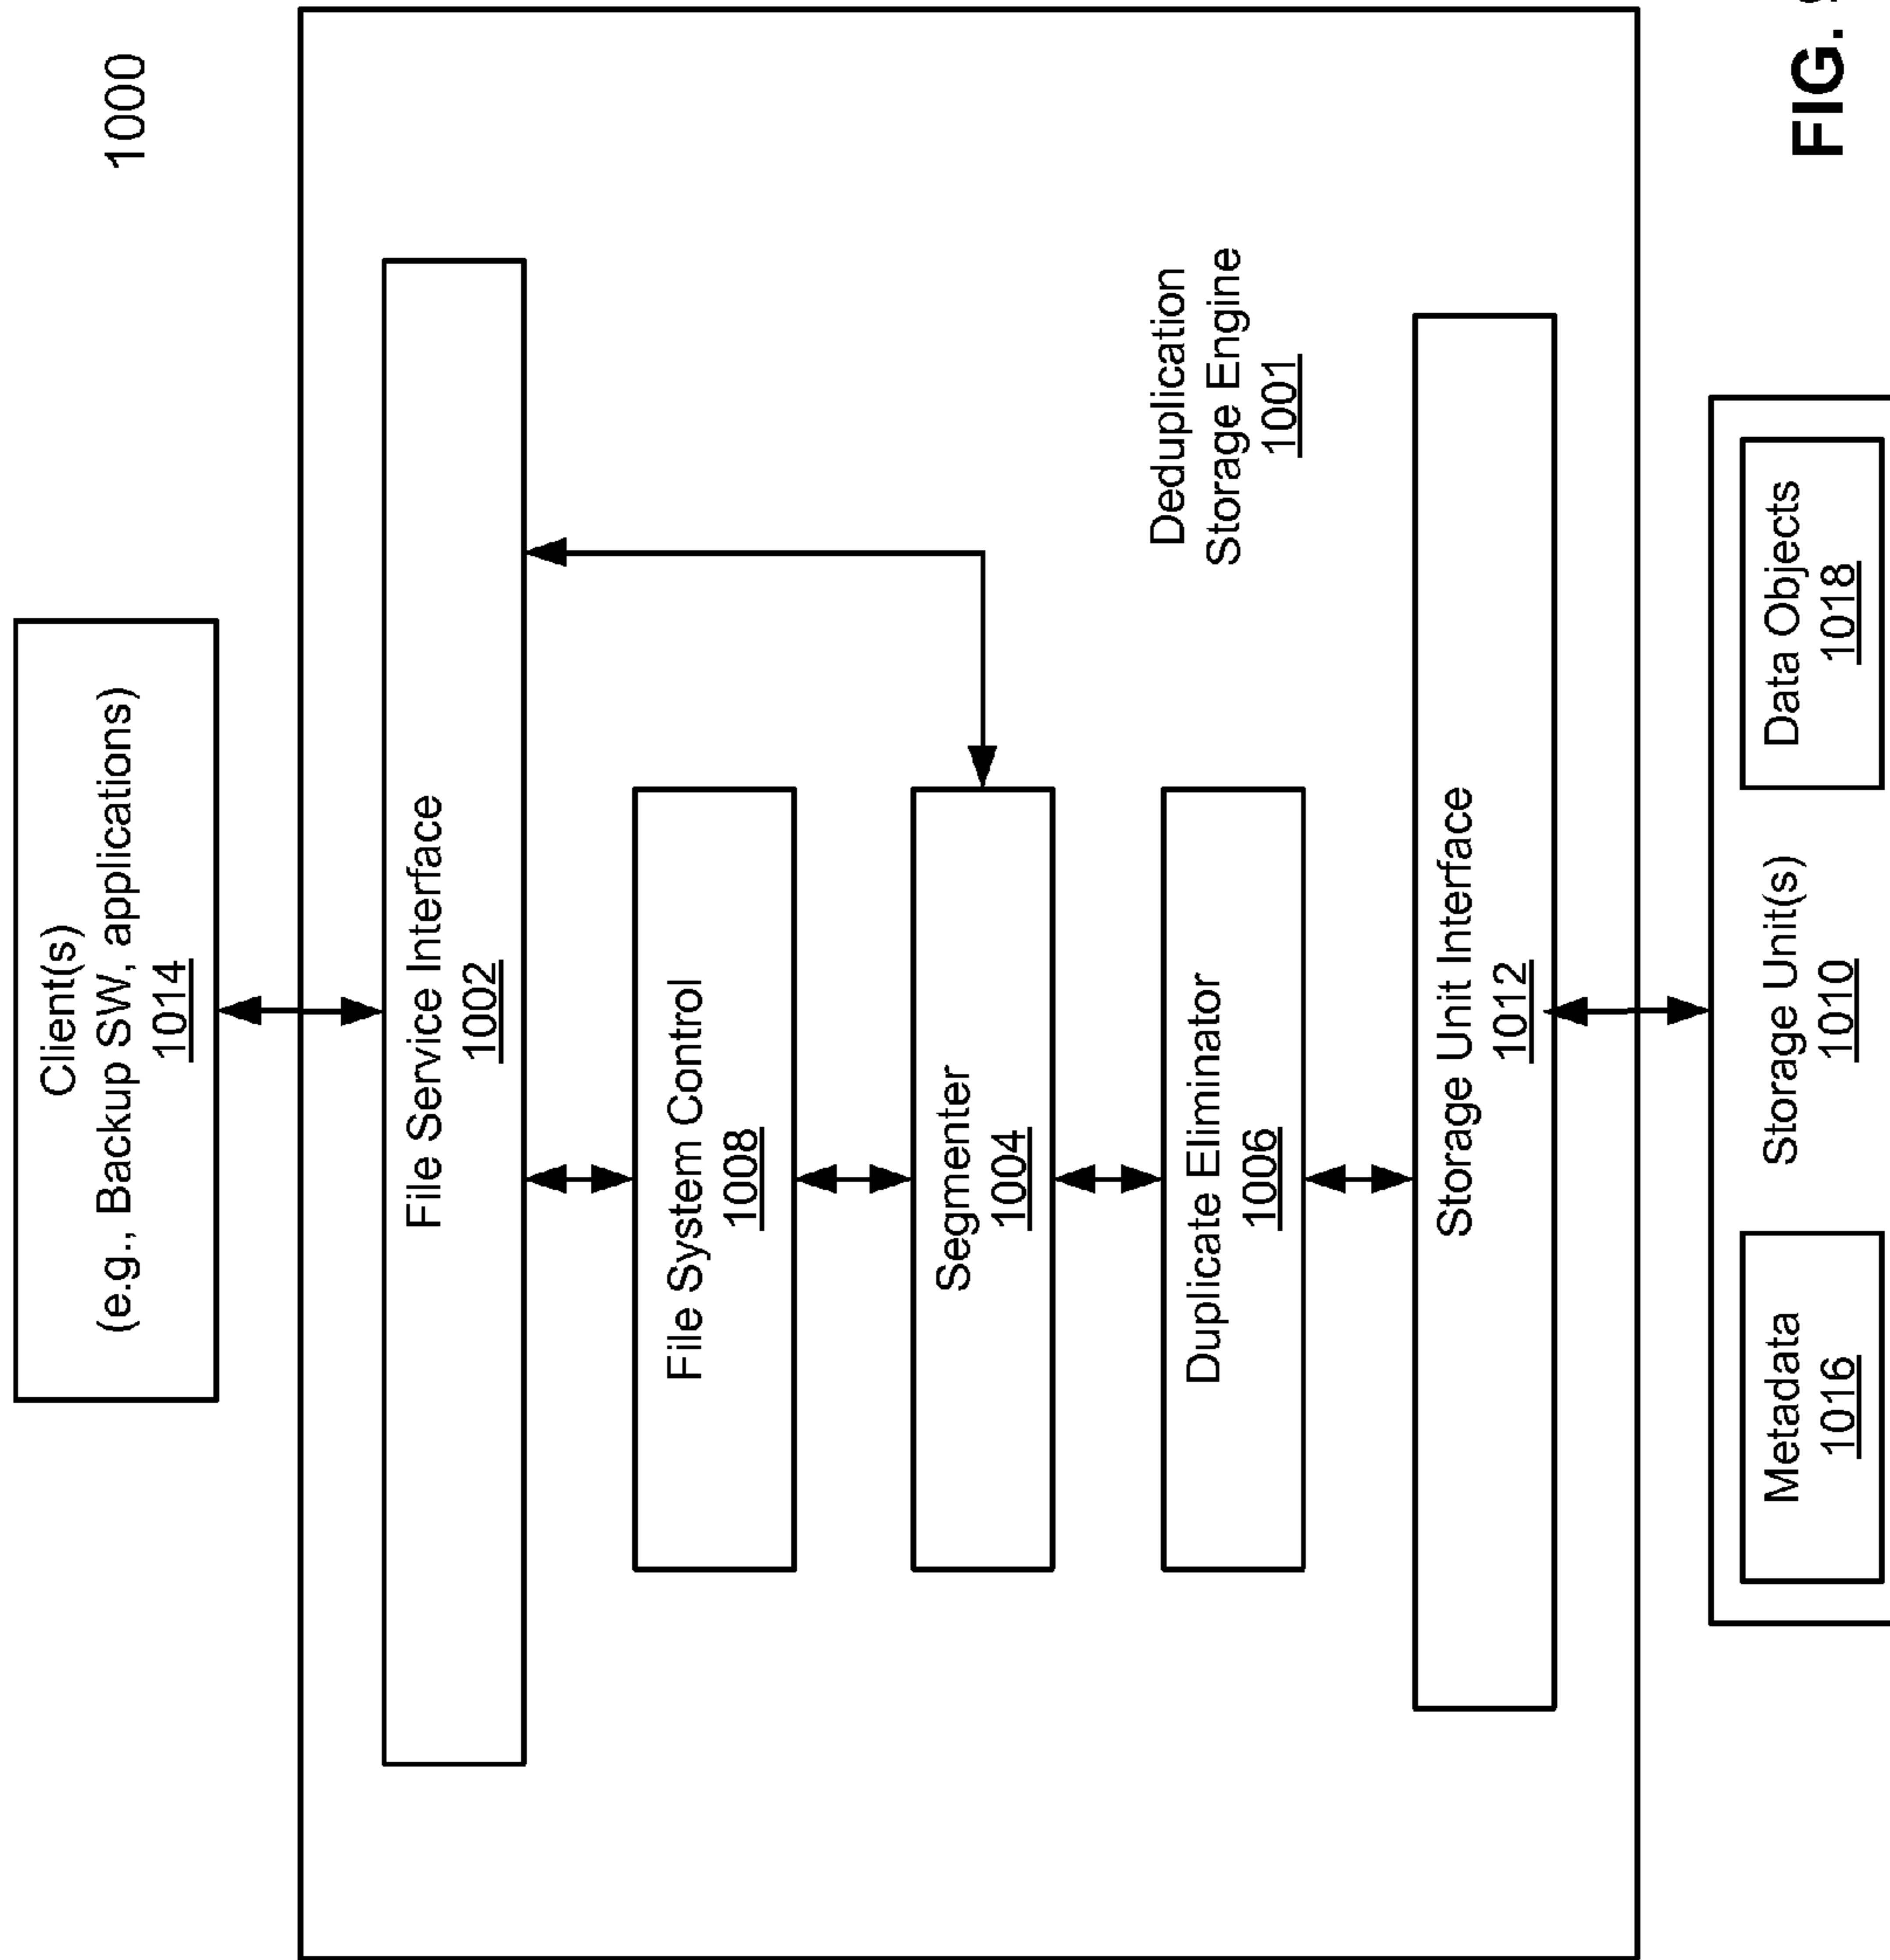 1000
Client(s)
(e.g., Backup SW, applications)
1014
File Service Interface
1002
File System Control
1008
Segmenter
1004
Duplicate Eliminator
1006
Deduplication
Storage Engine
1001
Storage Unit Interface
1012
Metadata
1016
Storage Unit(s)
1010
Data Objects
1018
FIG.